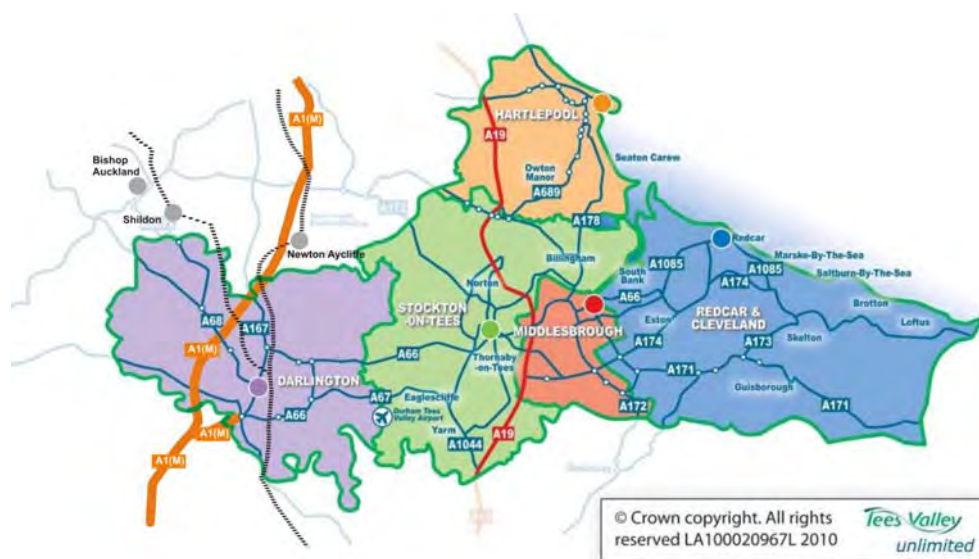 A1(M)
HARTLEPOOL
A19
Seaton Carew
Bishop
Auckland
Owton
Manor
A689
Shildon
A178
Newton Aycliffe
Redcar
Billingham
South
Bank
A1085
Marske-By-The-Sea
A1085
Saltburn-By-The-Sea
Norton
A66
A174
Brotton
A68
A167
STOCKTON
-ON-TEES
MIDDLESBROUGH
Eston
REDCAR &
CLEVELAND
Loftus
A174
A173
Skelton
A1(M)
A66
Thornaby
-on-Tees
A171
DARLINGTON
Guisborough
A67
Eaglescliffe
A172
A171
A66
Durham Tees
Valley Airport
Yarm
A1(M)
A1044
A19
A1(M)
© Crown copyright. All rights
reserved LA100020967L 2010
Tees Valley
unlimited